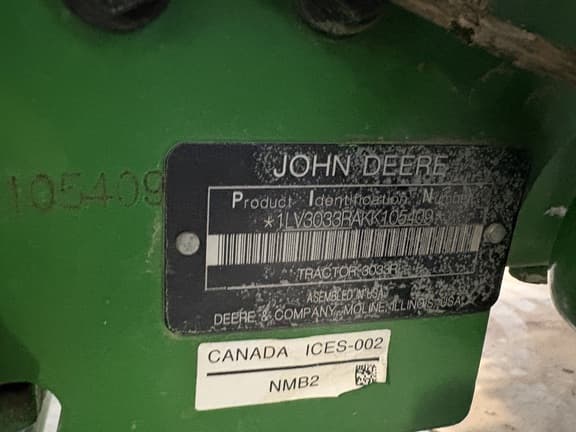 105409
JOHN DEERE
Product Identification Number
*1LV3033RAKK105409*
TRACTOR 3033R
ASSEMBLED IN USA
DEERE & COMPANY, MOLINE, ILLINOIS, USA
CANADA ICES-002
NMB2